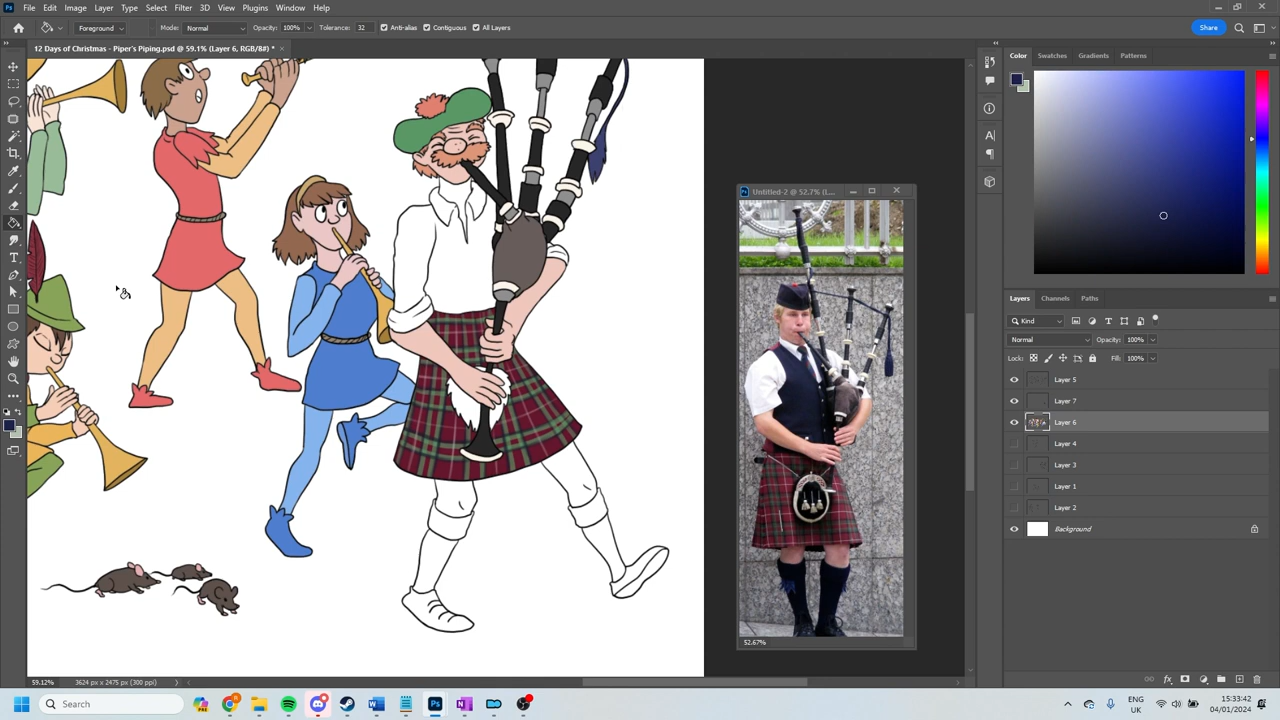 File Edit Image Layer Type Select Filter 3D View Plugins Window Help
Foreground Mode: Normal Opacity: 100% Tolerance: 32 Anti-alias Contiguous All Layers Share
12 Days of Christmas - Piper's Piping.psd @ 59.1% (Layer 6, RGB/8#) *
Color Swatches Gradients Patterns
Untitled-2 @ 52.7% (L...
52.67%
Layers Channels Paths
Kind
Normal Opacity: 100%
Lock: Fill: 100%
Layer 5
Layer 7
Layer 6
Layer 4
Layer 3
Layer 1
Layer 2
Background
59.12% 3624 px x 2475 px (300 ppi)
Search
ENG
UK
15:33:42
04/01/2024